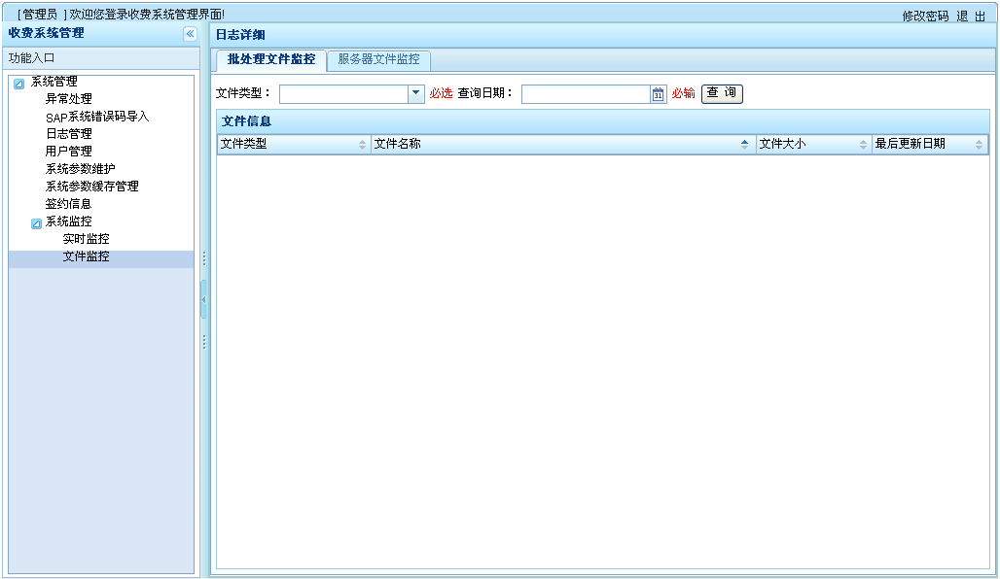 [管理员 ]欢迎您登录收费系统管理界面!
修改密码 退 出
收费系统管理
功能入口
系统管理
异常处理
SAP系统错误码导入
日志管理
用户管理
系统参数维护
系统参数缓存管理
签约信息
系统监控
实时监控
文件监控
日志详细
批处理文件监控 服务器文件监控
文件类型： 必选 查询日期： 31 必输 查 询
文件信息
文件类型 文件名称 文件大小 最后更新日期